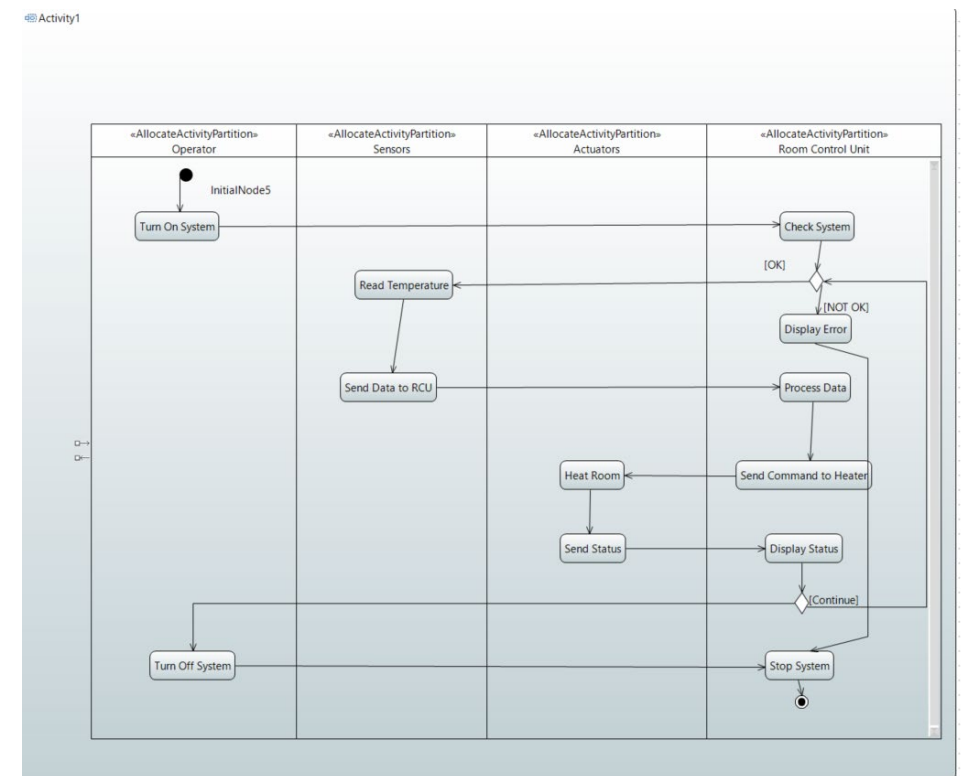 Activity1
«AllocateActivityPartition»
Operator
«AllocateActivityPartition»
Sensors
«AllocateActivityPartition»
Actuators
«AllocateActivityPartition»
Room Control Unit
InitialNode5
Turn On System
Check System
[OK]
Read Temperature
[NOT OK]
Display Error
Send Data to RCU
Process Data
Heat Room
Send Command to Heater
Send Status
Display Status
[Continue]
Turn Off System
Stop System